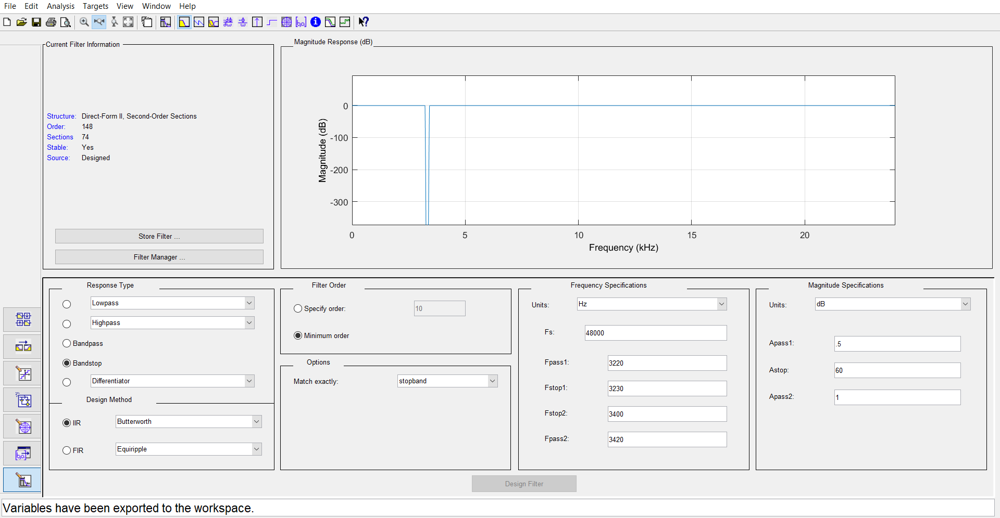 File Edit Analysis Targets View Window Help
Current Filter Information
Structure: Direct-Form II, Second-Order Sections
Order: 148
Sections 74
Stable: Yes
Source: Designed
Store Filter ...
Filter Manager ...
Magnitude Response (dB)
Magnitude (dB)
0
-100
-200
-300
0 5 10 15 20
Frequency (kHz)
Response Type
Lowpass
Highpass
Bandpass
Bandstop
Differentiator
Design Method
IIR Butterworth
FIR Equiripple
Filter Order
Specify order: 10
Minimum order
Options
Match exactly: stopband
Frequency Specifications
Units: Hz
Fs: 48000
Fpass1: 3220
Fstop1: 3230
Fstop2: 3400
Fpass2: 3420
Magnitude Specifications
Units: dB
Apass1: .5
Astop: 60
Apass2: 1
Design Filter
Variables have been exported to the workspace.